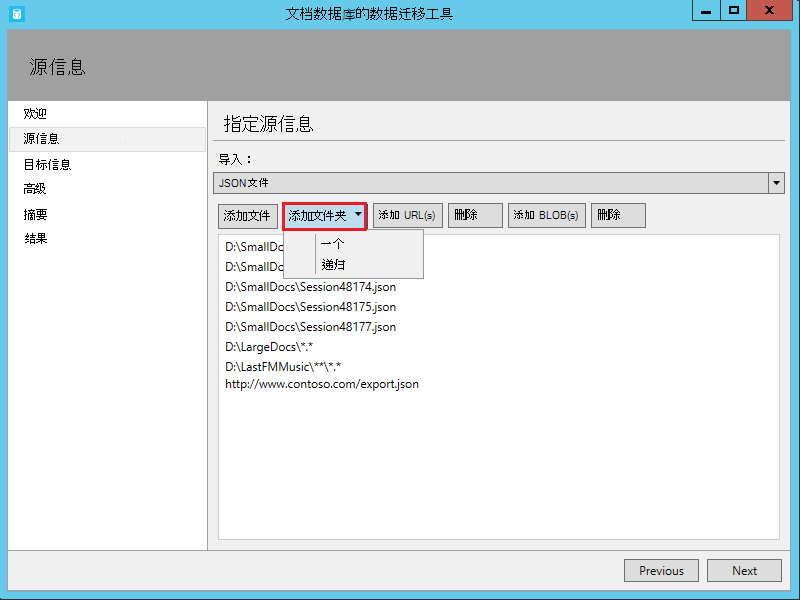 文档数据库的数据迁移工具
源信息
欢迎
源信息
目标信息
高级
摘要
结果
指定源信息
导入：
JSON文件
添加文件 添加文件夹 添加 URL(s) 删除 添加 BLOB(s) 删除
一个
递归
D:\SmallDo
D:\SmallDo
D:\SmallDocs\Session48174.json
D:\SmallDocs\Session48175.json
D:\SmallDocs\Session48177.json
D:\LargeDocs\*.*
D:\LastFMMusic\**\*.*
http://www.contoso.com/export.json
Previous Next